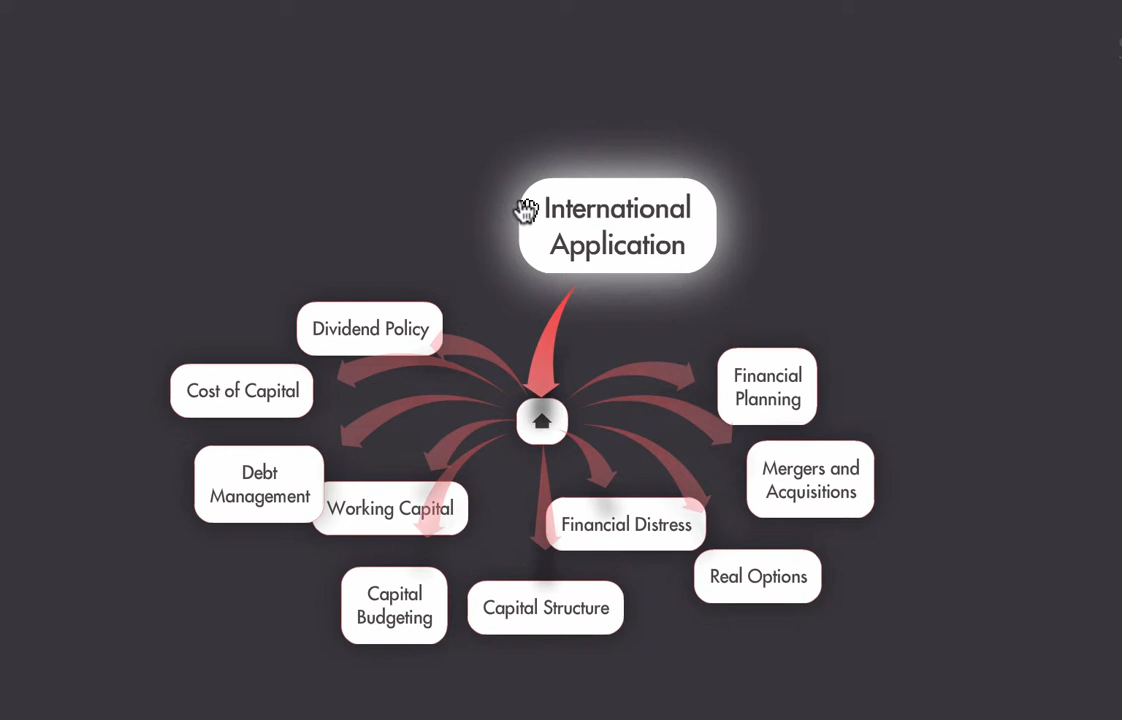 International
Application
Dividend Policy
Cost of Capital
Financial
Planning
Debt
Management
Mergers and
Acquisitions
Working Capital
Financial Distress
Real Options
Capital
Budgeting
Capital Structure